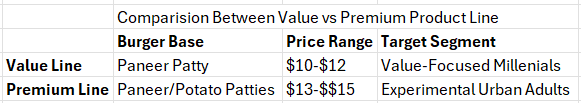 Comparision Between Value vs Premium Product Line
Burger Base Price Range Target Segment
Value Line Paneer Patty $10-$12 Value-Focused Millenials
Premium Line Paneer/Potato Patties $13-$$15 Experimental Urban Adults